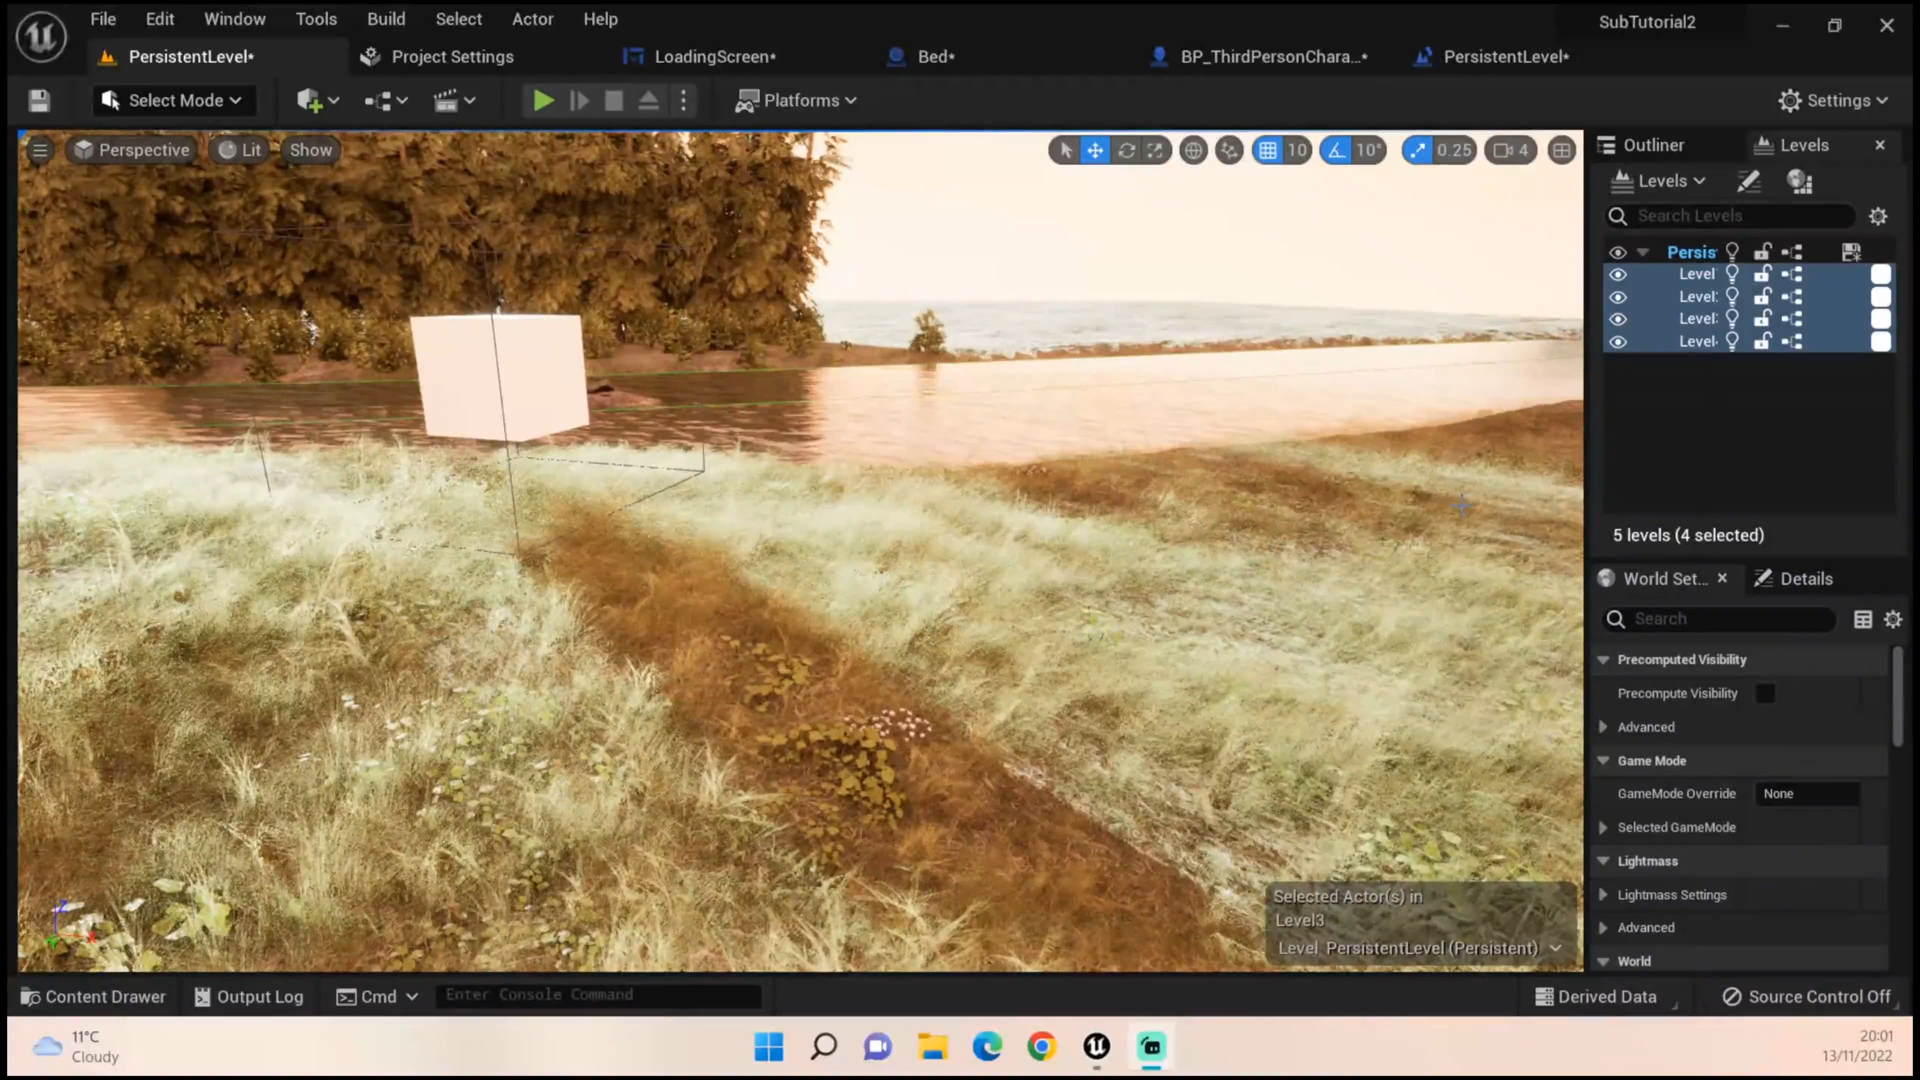 File Edit Window Tools Build Select Actor Help
SubTutorial2
PersistentLevel*
Project Settings
LoadingScreen*
Bed*
BP_ThirdPersonChara...*
PersistentLevel*
Select Mode
Platforms
Settings
Perspective
Lit
Show
10
10°
0.25
4
Outliner
Levels
Levels
Search Levels
Persis
Level
Level
Level
Level
5 levels (4 selected)
World Set...
Details
Search
Precomputed Visibility
Precompute Visibility
Advanced
Game Mode
GameMode Override
None
Selected GameMode
Lightmass
Lightmass Settings
Advanced
World
Selected Actor(s) in
Level3
Level PersistentLevel (Persistent)
Content Drawer
Output Log
Cmd
Enter Console Command
Derived Data
Source Control Off
11°C
Cloudy
20:01
13/11/2022